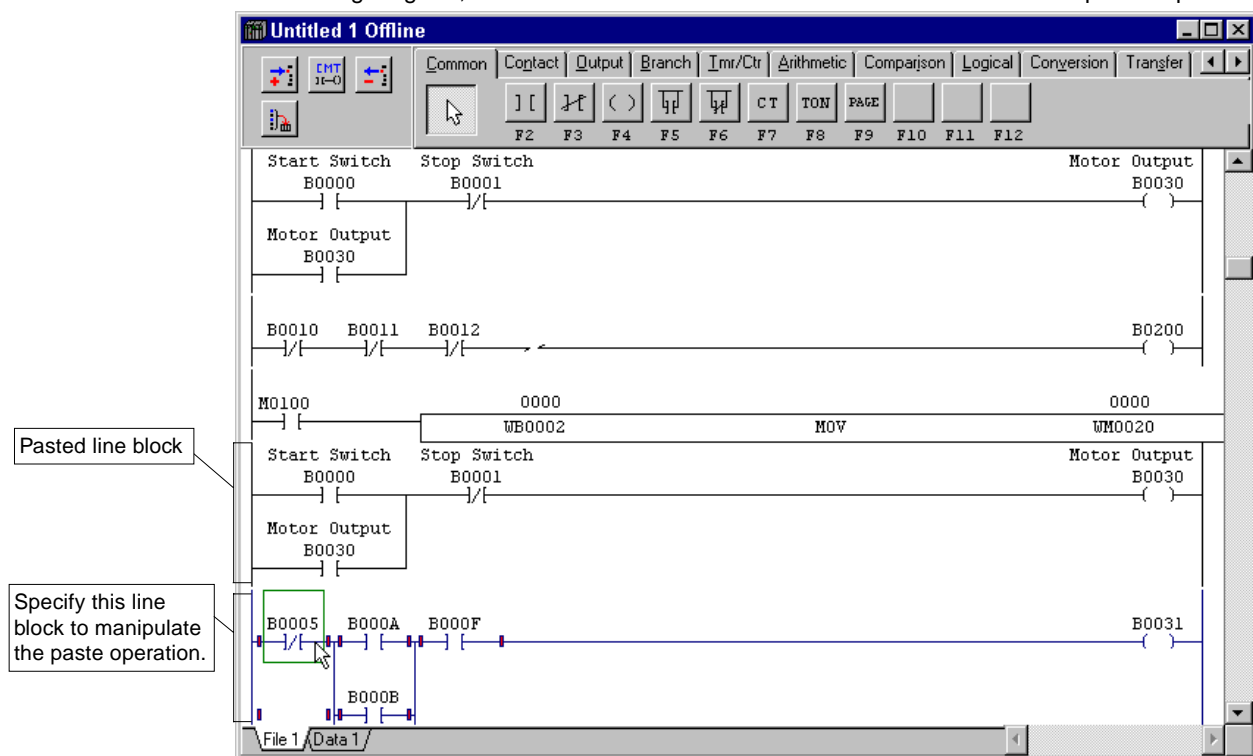 Untitled 1 Offline
CMT
Common Contact Output Branch Tmr/Ctr Arithmetic Comparison Logical Conversion Transfer
CT TON PAGE
F2 F3 F4 F5 F6 F7 F8 F9 F10 F11 F12
Start Switch Stop Switch Motor Output
B0000 B0001 B0030
Motor Output
B0030
B0010 B0011 B0012 B0200
M0100 0000 0000
WB0002 MOV WM0020
Pasted line block
Start Switch Stop Switch Motor Output
B0000 B0001 B0030
Motor Output
B0030
Specify this line
block to manipulate
the paste operation.
B0005 B000A B000F B0031
B000B
File 1 Data 1